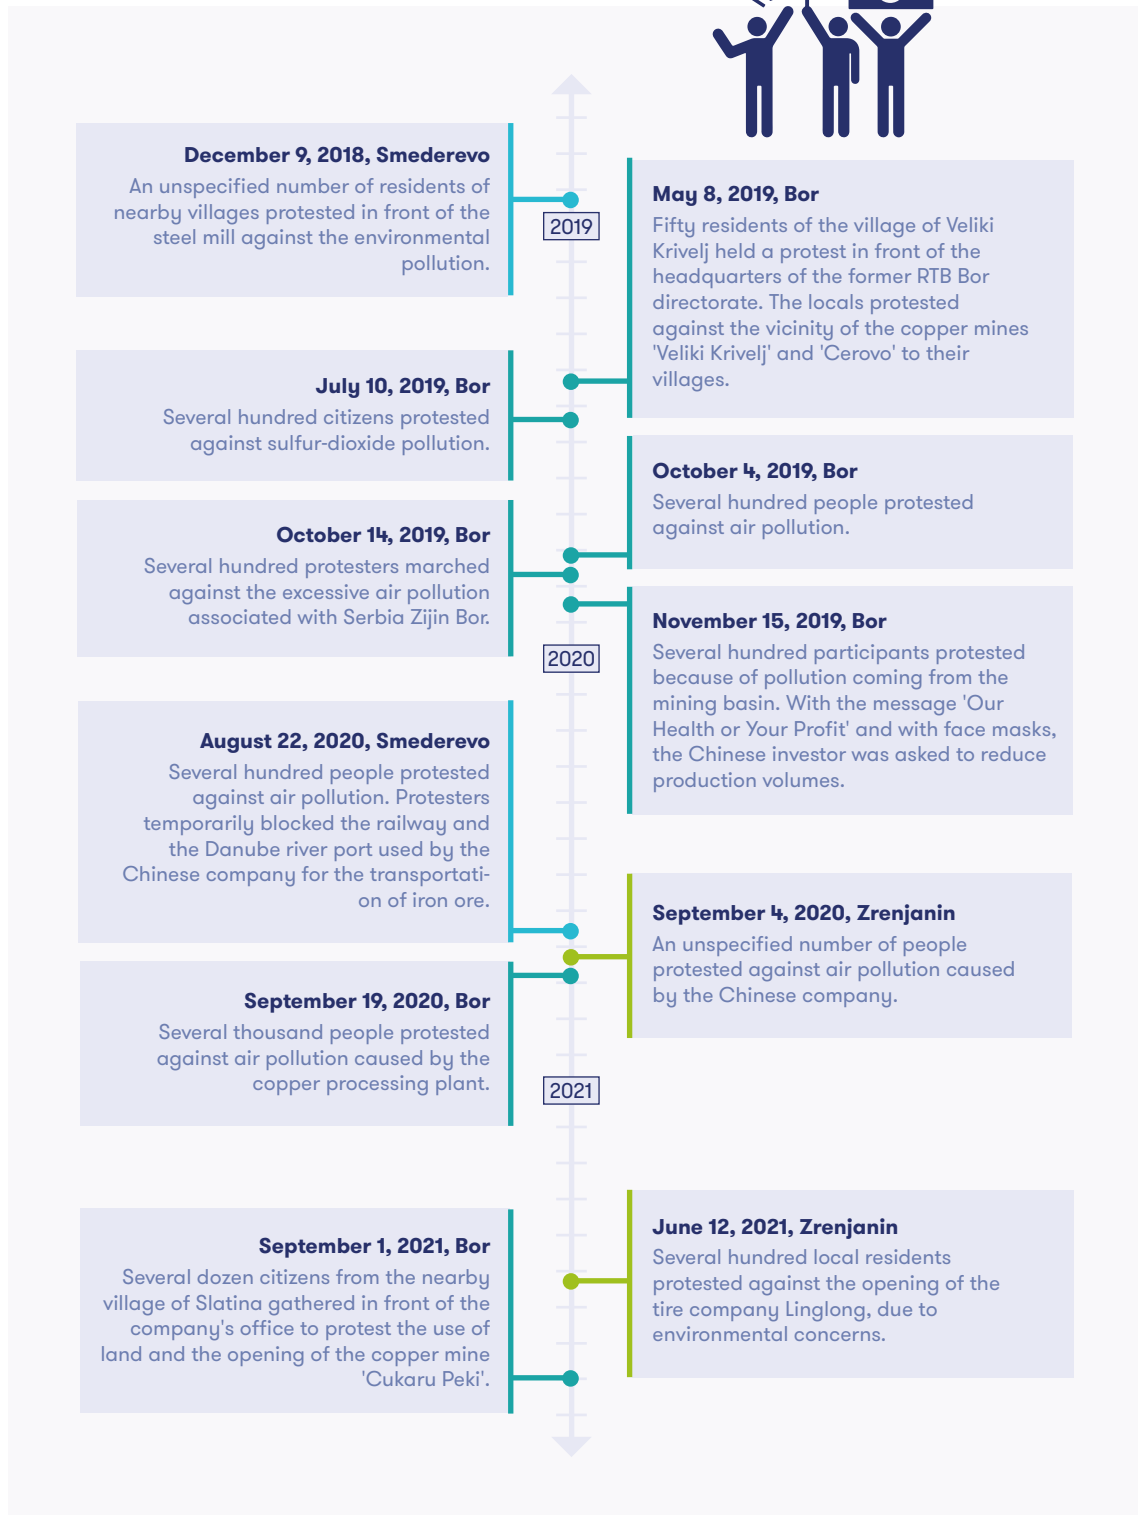 December 9, 2018, Smederevo
An unspecified number of residents of
nearby villages protested in front of the
steel mill against the environmental
pollution.
2019
May 8, 2019, Bor
Fifty residents of the village of Veliki
Krivelj held a protest in front of the
headquarters of the former RTB Bor
directorate. The locals protested
against the vicinity of the copper mines
'Veliki Krivelj' and 'Cerovo' to their
villages.
July 10, 2019, Bor
Several hundred citizens protested
against sulfur-dioxide pollution.
October 4, 2019, Bor
Several hundred people protested
against air pollution.
October 14, 2019, Bor
Several hundred protesters marched
against the excessive air pollution
associated with Serbia Zijin Bor.
November 15, 2019, Bor
Several hundred participants protested
because of pollution coming from the
mining basin. With the message 'Our
Health or Your Profit' and with face masks,
the Chinese investor was asked to reduce
production volumes.
2020
August 22, 2020, Smederevo
Several hundred people protested
against air pollution. Protesters
temporarily blocked the railway and
the Danube river port used by the
Chinese company for the transportati-
on of iron ore.
September 4, 2020, Zrenjanin
An unspecified number of people
protested against air pollution caused
by the Chinese company.
September 19, 2020, Bor
Several thousand people protested
against air pollution caused by the
copper processing plant.
2021
June 12, 2021, Zrenjanin
Several hundred local residents
protested against the opening of the
tire company Linglong, due to
environmental concerns.
September 1, 2021, Bor
Several dozen citizens from the nearby
village of Slatina gathered in front of the
company's office to protest the use of
land and the opening of the copper mine
'Cukaru Peki'.